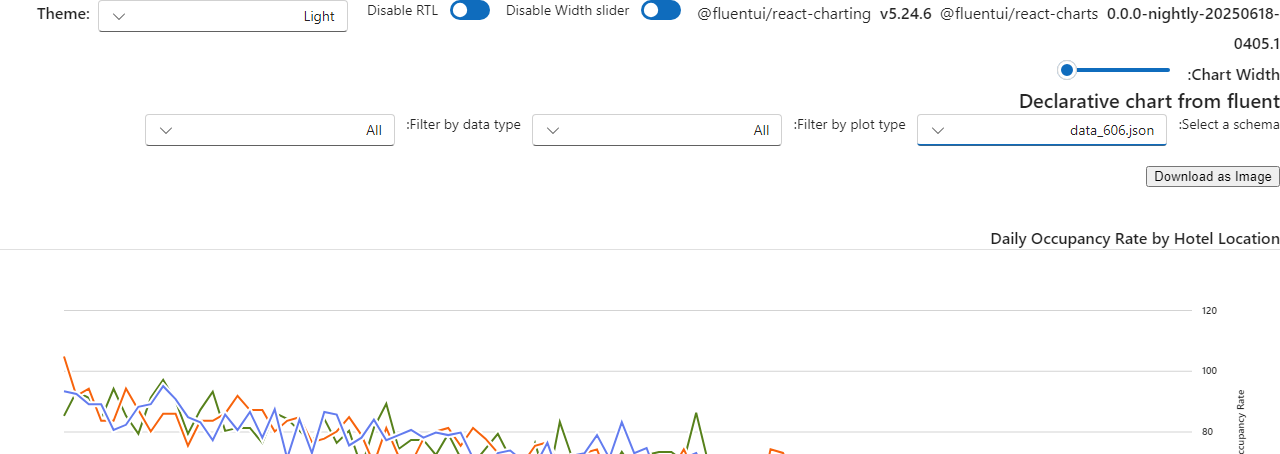 Theme: Light Disable RTL Disable Width slider @fluentui/react-charting v5.24.6 @fluentui/react-charts 0.0.0-nightly-20250618-
0405.1
:Chart Width
Declarative chart from fluent
All :Filter by data type All :Filter by plot type data_606.json :Select a schema
Download as Image
Daily Occupancy Rate by Hotel Location
120
100
80
Rate